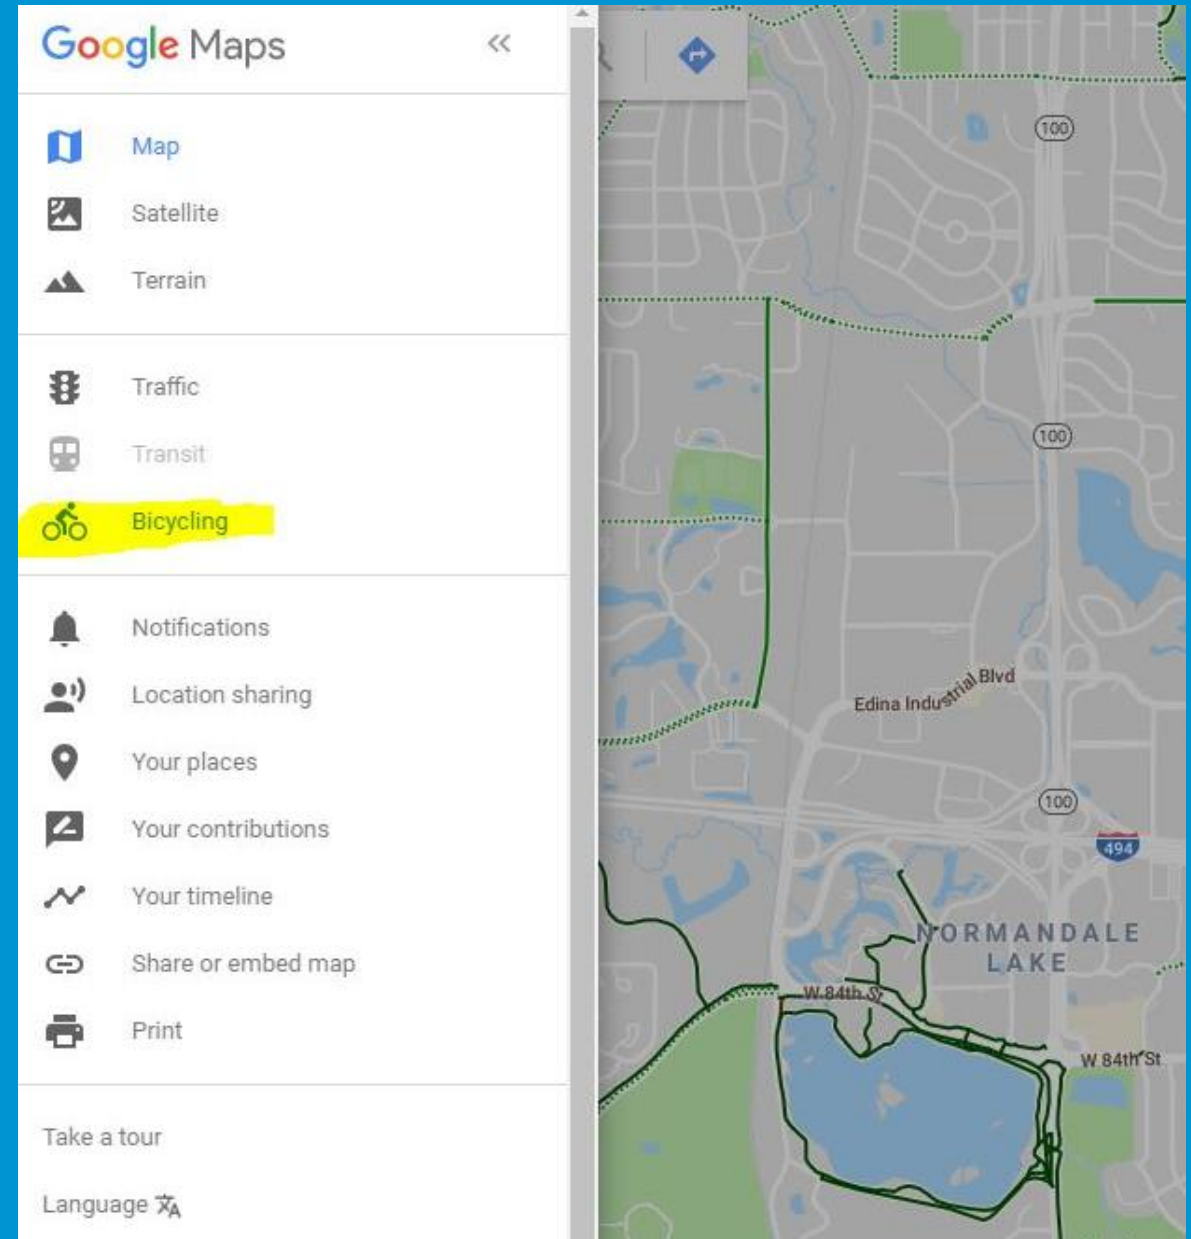 Google Maps
Map
Satellite
Terrain
Traffic
Transit
Bicycling
Notifications
Location sharing
Your places
Your contributions
Your timeline
Share or embed map
Print
Take a tour
Language
100
100
Edina Industrial Blvd
100
494
NORMANDALE
LAKE
W 84th St
W 84th St